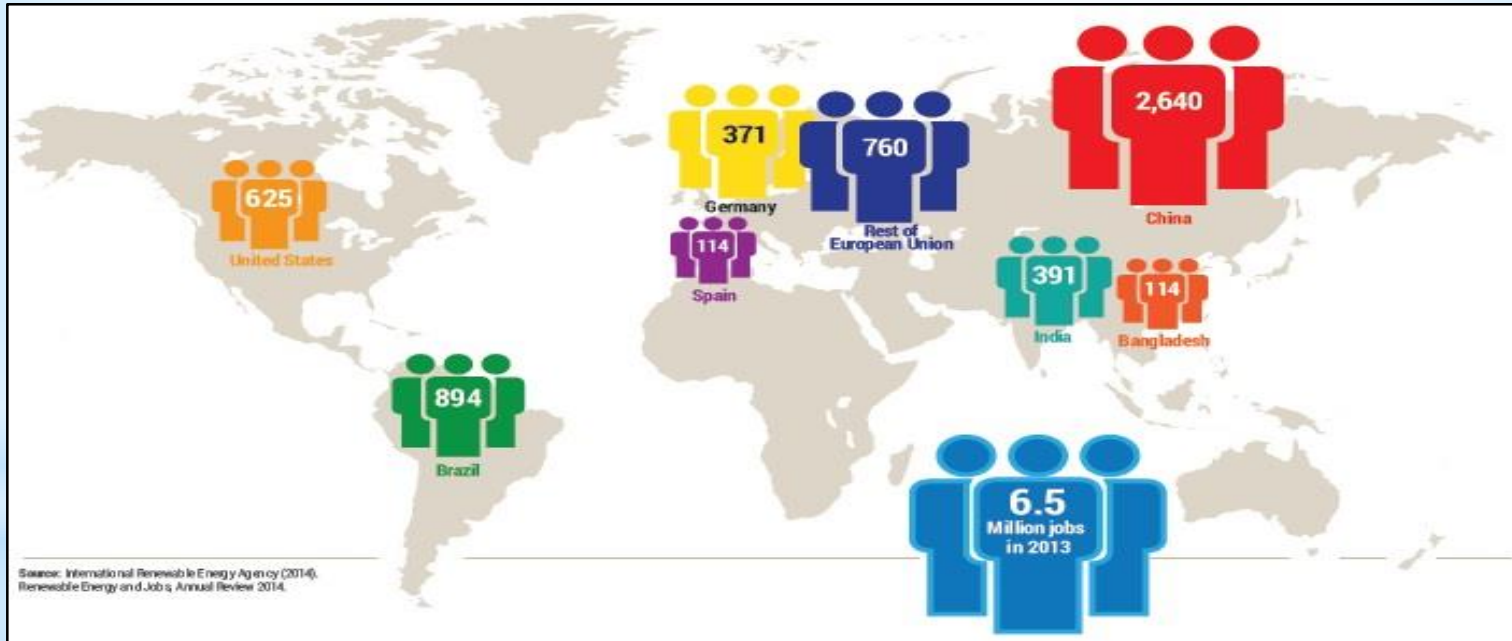 2,640
China
371
Germany
760
Rest of
European Union
625
United States
114
Spain
391
India
114
Bangladesh
894
Brazil
6.5
Million jobs
in 2013
Source: International Renewable Energy Agency (2014).
Renewable Energy and Jobs, Annual Review 2014.